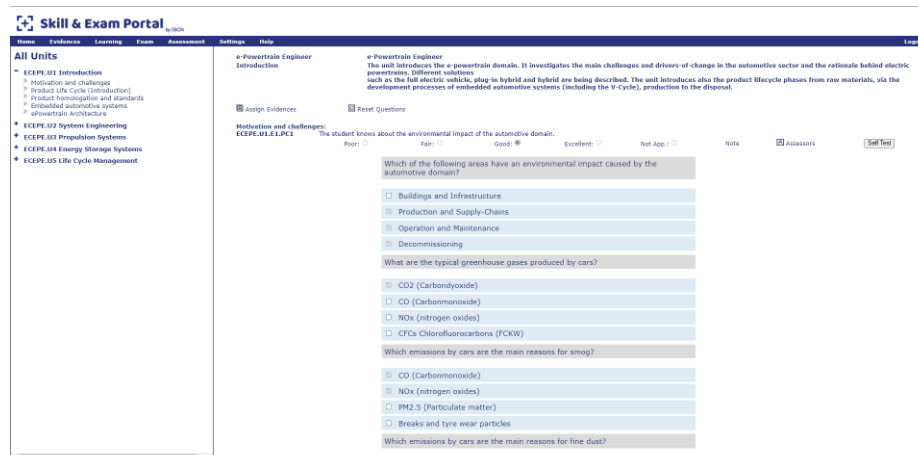 Skill & Exam Portal by ISCN
Home Evidences Learning Exam Assessment Settings Help Logo
All Units
ECEPE.U1 Introduction
Motivation and challenges
Product Life Cycle (Introduction)
Product homologation and standards
Embedded automotive systems
ePowertrain Architecture
ECEPE.U2 System Engineering
ECEPE.U3 Propulsion Systems
ECEPE.U4 Energy Storage Systems
ECEPE.U5 Life Cycle Management
e-Powertrain Engineer
Introduction
e-Powertrain Engineer
The unit introduces the e-powertrain domain. It investigates the main challenges and drivers-of-change in the automotive sector and the rationale behind electric
powertrains. Different solutions
such as the full electric vehicle, plug-in hybrid and hybrid are being described. The unit introduces also the product lifecycle phases from raw materials, via the
development processes of embedded automotive systems (including the V-Cycle), production to the disposal.
Assign Evidences Reset Questions
Motivation and challenges:
ECEPE.U1.E1.PC1 The student knows about the environmental impact of the automotive domain.
Poor: Fair: Good: Excellent: Not App.: Note Assessors Self Test
Which of the following areas have an environmental impact caused by the
automotive domain?
Buildings and Infrastructure
Production and Supply-Chains
Operation and Maintenance
Decommissioning
What are the typical greenhouse gases produced by cars?
CO2 (Carbondyoxide)
CO (Carbonmonoxide)
NOx (nitrogen oxides)
CFCs Chlorofluorocarbons (FCKW)
Which emissions by cars are the main reasons for smog?
CO (Carbonmonoxide)
NOx (nitrogen oxides)
PM2.5 (Particulate matter)
Breaks and tyre wear particles
Which emissions by cars are the main reasons for fine dust?